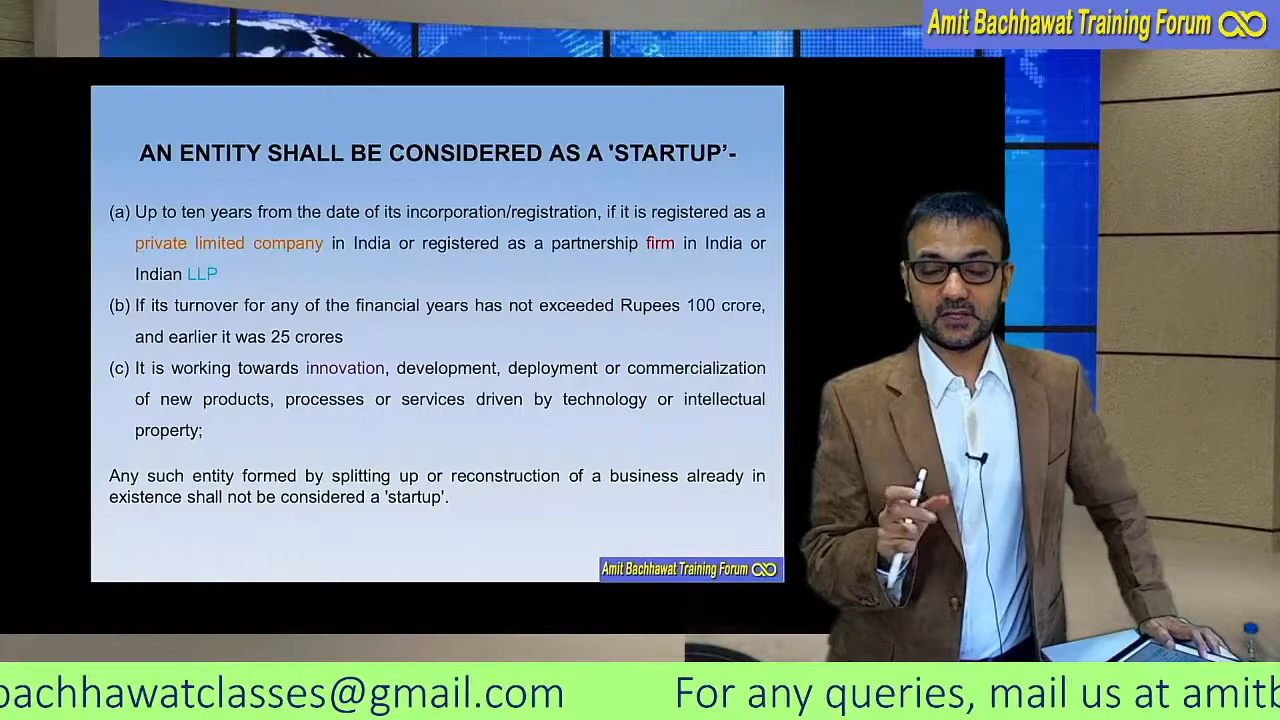 Amit Bachhawat Training Forum
AN ENTITY SHALL BE CONSIDERED AS A 'STARTUP’-
(a) Up to ten years from the date of its incorporation/registration, if it is registered as a
private limited company in India or registered as a partnership firm in India or
Indian LLP
(b) If its turnover for any of the financial years has not exceeded Rupees 100 crore,
and earlier it was 25 crores
(c) It is working towards innovation, development, deployment or commercialization
of new products, processes or services driven by technology or intellectual
property;
Any such entity formed by splitting up or reconstruction of a business already in
existence shall not be considered a 'startup'.
Amit Bachhawat Training Forum
bachhawatclasses@gmail.com For any queries, mail us at amitb